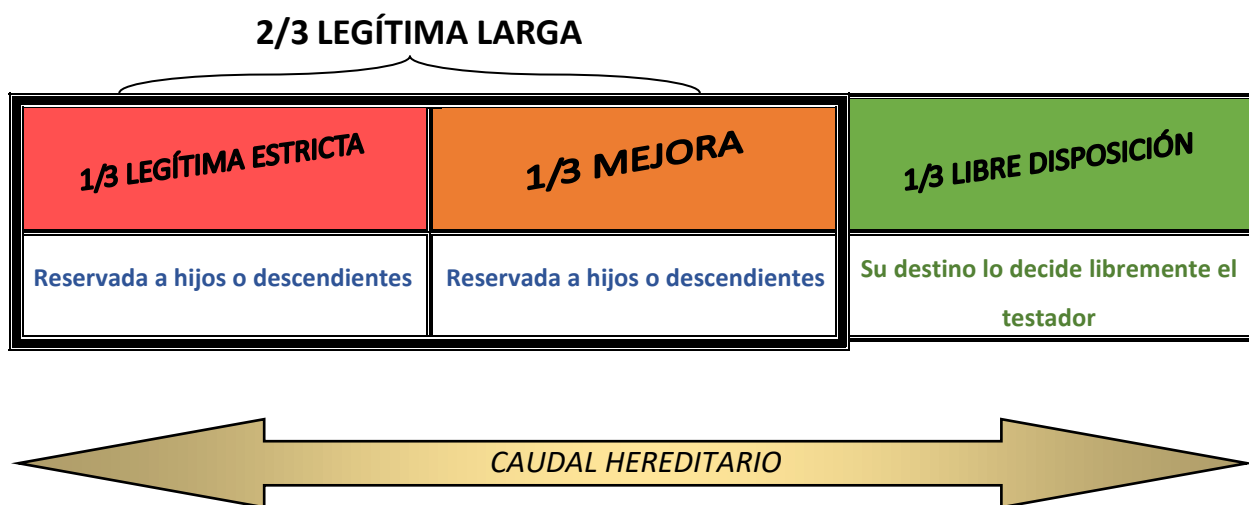 2/3 LEGÍTIMA LARGA
1/3 LEGÍTIMA ESTRICTA
1/3 MEJORA
1/3 LIBRE DISPOSICIÓN
Reservada a hijos o descendientes
Reservada a hijos o descendientes
Su destino lo decide libremente el
testador
CAUDAL HEREDITARIO